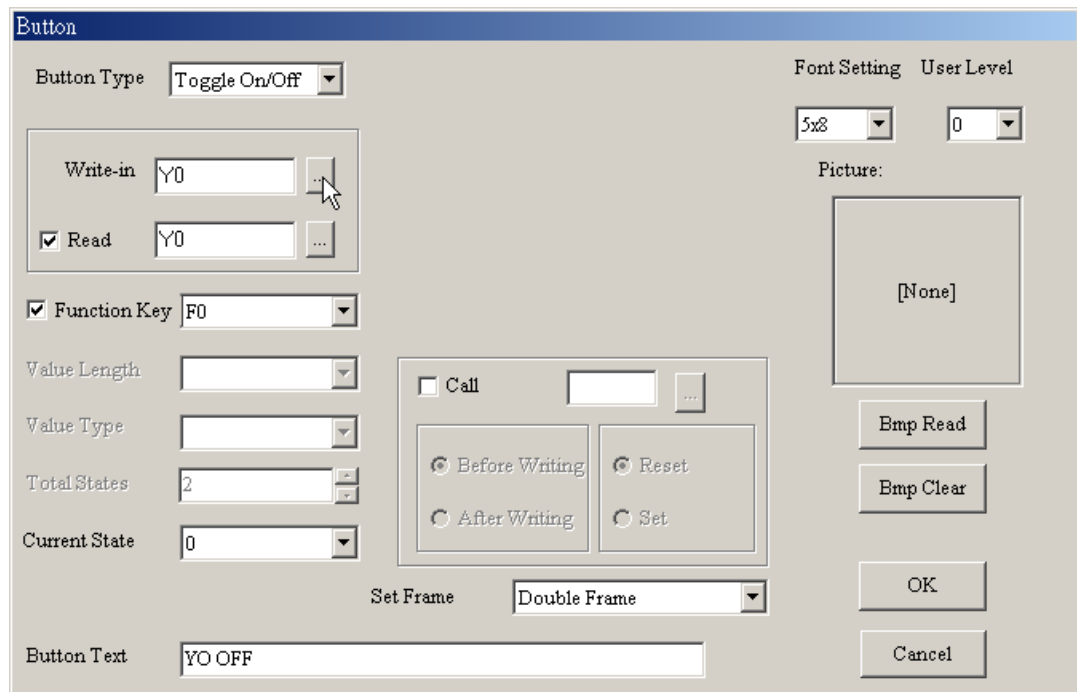 Button
Button Type Toggle On/Off
Font Setting User Level
5x8 0
Write-in Y0 ...
Picture:
Read Y0 ...
[None]
Function Key F0
Value Length
Call ...
Value Type
Bmp Read
Before Writing Reset
Total States 2
Bmp Clear
After Writing Set
Current State 0
Set Frame Double Frame
OK
Button Text YO OFF
Cancel